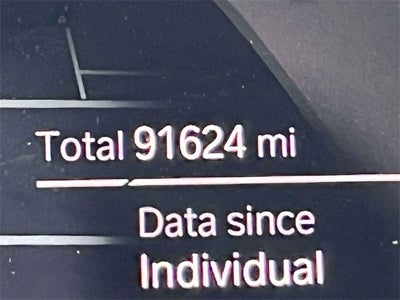 Total 91624 mi
Data since
Individual